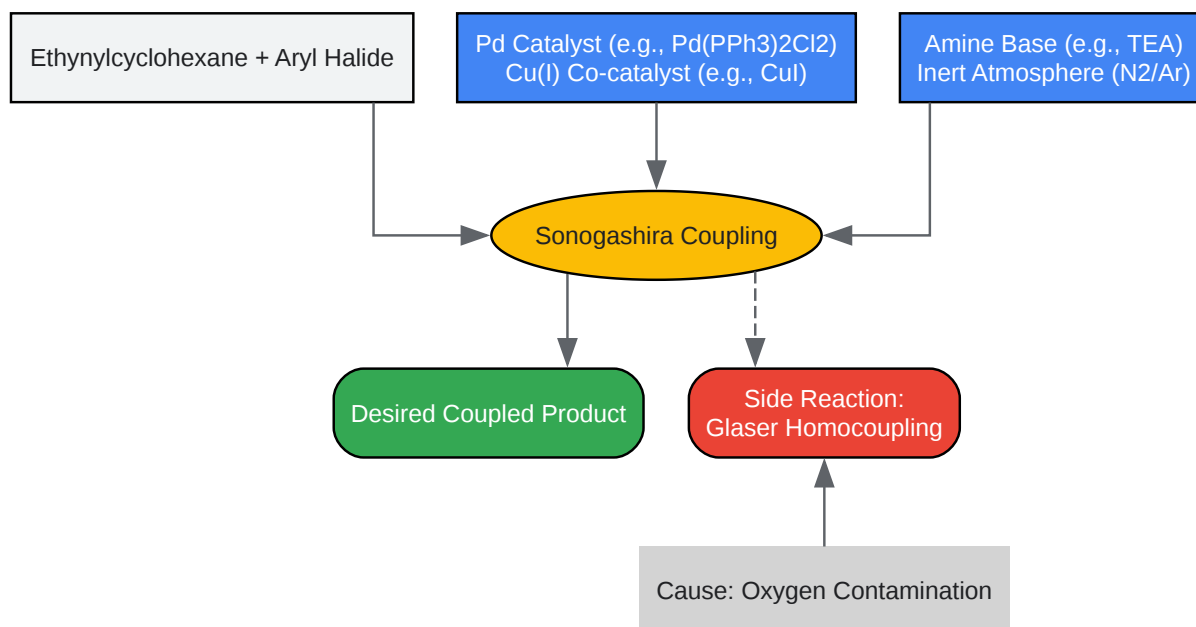 Ethynylcyclohexane + Aryl Halide
Pd Catalyst (e.g., Pd(PPh3)2Cl2)
Cu(I) Co-catalyst (e.g., CuI)
Amine Base (e.g., TEA)
Inert Atmosphere (N2/Ar)
Sonogashira Coupling
Desired Coupled Product
Side Reaction:
Glaser Homocoupling
Cause: Oxygen Contamination